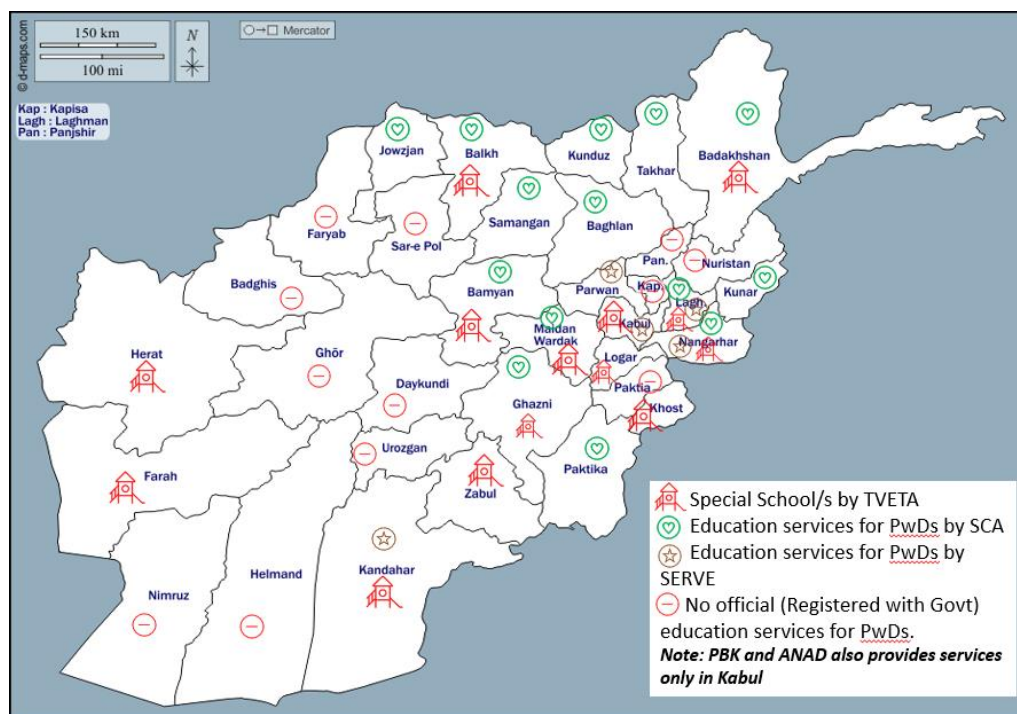 150 km
100 mi
© d-maps.com
N
Mercator
Kap : Kapisa
Lagh : Laghman
Pan : Panjshir
Jowzjan
Balkh
Kunduz
Takhar
Badakhshan
Faryab
Sar-e Pol
Samangan
Baghlan
Pan.
Nuristan
Badghis
Bamyan
Parwan
Kap.
Lagh.
Kunar
Herat
Ghōr
Maidan
Wardak
Kabul
Nangarhar
Logar
Daykundi
Ghazni
Paktia
Khost
Urozgan
Farah
Zabul
Paktika
Nimruz
Helmand
Kandahar
Special School/s by TVETA
Education services for PwDs by SCA
Education services for PwDs by
SERVE
No official (Registered with Govt)
education services for PwDs.
Note: PBK and ANAD also provides services
only in Kabul